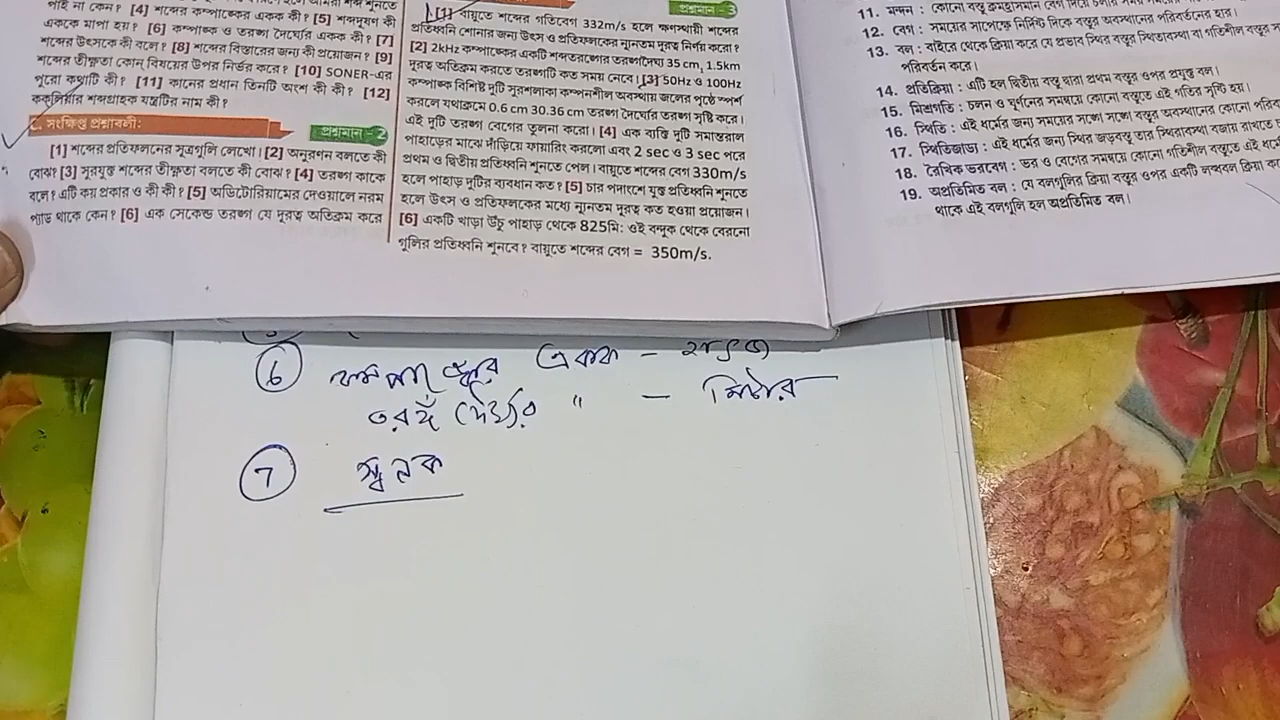 পাই না কেন? [4] শব্দের কম্পাঙ্কের একক কী? [5] শব্দদূষণ কী
এককে মাপা হয়? [6] কম্পাঙ্ক ও তরঙ্গ দৈর্ঘ্যের একক কী? [7]
শব্দের উৎসকে কী বলে? [8] শব্দের বিস্তারের জন্য কী প্রয়োজন? [9]
শব্দের তীক্ষ্ণতা কোন্ বিষয়ের উপর নির্ভর করে? [10] SONER-এর
পুরো কথাটি কী? [11] কানের প্রধান তিনটি অংশ কী কী? [12]
ককলিয়ার শব্দগ্রাহক যন্ত্রটির নাম কী?
C. সংক্ষিপ্ত প্রশ্নাবলী:
প্রশ্নমান - 2
[1] শব্দের প্রতিফলনের সূত্রগুলি লেখো। [2] অনুরণন বলতে কী
বোঝ? [3] সুরযুক্ত শব্দের তীক্ষ্ণতা বলতে কী বোঝ? [4] তরঙ্গ কাকে
বলে? এটি কয় প্রকার ও কী কী? [5] অডিটোরিয়ামের দেওয়ালে নরম
প্যাড থাকে কেন? [6] এক সেকেন্ড তরঙ্গ যে দূরত্ব অতিক্রম করে
প্রশ্নমান - 3
[1] বায়ুতে শব্দের গতিবেগ 332m/s হলে ক্ষণস্থায়ী শব্দের
প্রতিধ্বনি শোনার জন্য উৎস ও প্রতিফলকের ন্যূনতম দূরত্ব নির্ণয় করো?
[2] 2kHz কম্পাঙ্কের একটি শব্দতরঙ্গের তরঙ্গদৈর্ঘ্য 35 cm, 1.5km
দূরত্ব অতিক্রম করতে তরঙ্গটি কত সময় নেবে। [3] 50Hz ও 100Hz
কম্পাঙ্ক বিশিষ্ট দুটি সুরশলাকা কম্পনশীল অবস্থায় জলের পৃষ্ঠে স্পর্শ
করলে যথাক্রমে 0.6 cm 30.36 cm তরঙ্গ দৈর্ঘ্যের তরঙ্গ সৃষ্টি করে।
এই দুটি তরঙ্গ বেগের তুলনা করো। [4] এক ব্যক্তি দুটি সমান্তরাল
পাহাড়ের মাঝে দাঁড়িয়ে ফায়ারিং করলো এবং 2 sec ও 3 sec পরে
প্রথম ও দ্বিতীয় প্রতিধ্বনি শুনতে পেল। বায়ুতে শব্দের বেগ 330m/s
হলে পাহাড় দুটির ব্যবধান কত? [5] চার পদাংশে যুক্ত প্রতিধ্বনি শুনতে
হলে উৎস ও প্রতিফলকের মধ্যে ন্যূনতম দূরত্ব কত হওয়া প্রয়োজন।
[6] একটি খাড়া উঁচু পাহাড় থেকে 825মি: ওই বন্দুক থেকে বেরনো
গুলির প্রতিধ্বনি শূনবে? বায়ুতে শব্দের বেগ = 350m/s.
11. মন্দন : কোনো বস্তু ক্রমহ্রাসমান বেগ নিয়ে চলার সময়
12. বেগ : সময়ের সাপেক্ষে নির্দিষ্ট দিকে বস্তুর অবস্থানের পরিবর্তনের হার।
13. বল : বাইরে থেকে ক্রিয়া করে যে প্রভাব স্থির বস্তুর স্থিতাবস্থা বা গতিশীল বস্তুর
পরিবর্তন করে।
14. প্রতিক্রিয়া : এটি হল দ্বিতীয় বস্তু দ্বারা প্রথম বস্তুর ওপর প্রযুক্ত বল।
15. মিশ্রগতি : চলন ও ঘূর্ণনের সমন্বয়ে কোনো বস্তুতে এই গতির সৃষ্টি হয়।
16. স্থিতি : এই ধর্মের জন্য সময়ের সঙ্গে সঙ্গে বস্তুর অবস্থানের কোনো
17. স্থিতিজাড্য : এই ধর্মের জন্য স্থির জড়বস্তু তার স্থিরাবস্থা বজায় রাখতে
18. রৈখিক ভরবেগ : ভর ও বেগের সমন্বয়ে কোনো গতিশীল বস্তুতে এই
19. অপ্রতিমিত বল : যে বলগুলির ক্রিয়া বস্তুর ওপর একটি লব্ধবল ক্রিয়া
থাকে এই বলগুলি হল অপ্রতিমিত বল।
6 কম্পাঙ্কের একক - হার্ৎজ
তরঙ্গ দৈর্ঘ্যের " - মিটার
7 স্বনক